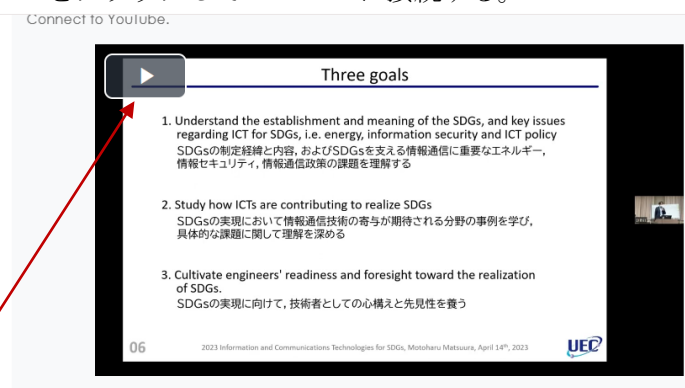 Connect to YouTube.
Three goals
1. Understand the establishment and meaning of the SDGs, and key issues
regarding ICT for SDGs, i.e. energy, information security and ICT policy
SDGsの制定経緯と内容, およびSDGsを支える情報通信に重要なエネルギー,
情報セキュリティ, 情報通信政策の課題を理解する
2. Study how ICTs are contributing to realize SDGs
SDGsの実現において情報通信技術の寄与が期待される分野の事例を学び,
具体的な課題に関して理解を深める
3. Cultivate engineers' readiness and foresight toward the realization
of SDGs.
SDGsの実現に向けて, 技術者としての心構えと先見性を養う
06
2023 Information and Communications Technologies for SDGs, Motoharu Matsuura, April 14th, 2023
UEC